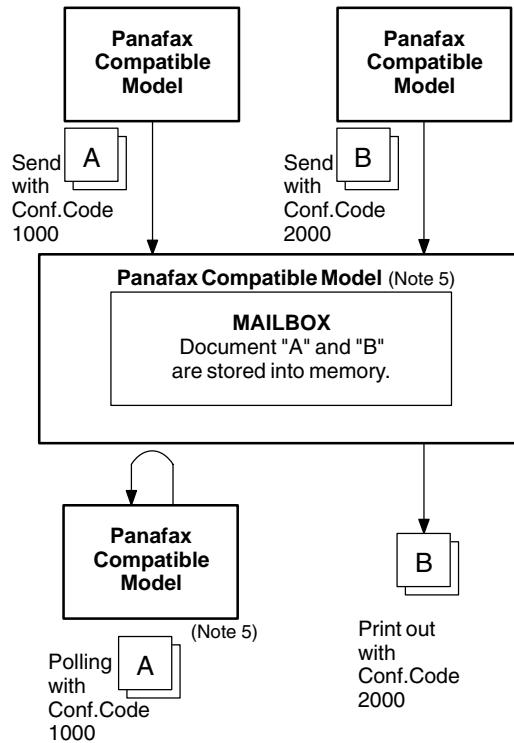 Panafax
Compatible
Model
Panafax
Compatible
Model
A
Send
with
Conf.Code
1000
B
Send
with
Conf.Code
2000
Panafax Compatible Model (Note 5)
MAILBOX
Document "A" and "B"
are stored into memory.
Panafax
Compatible
Model
(Note 5)
A
Polling
with
Conf.Code
1000
B
Print out
with
Conf.Code
2000